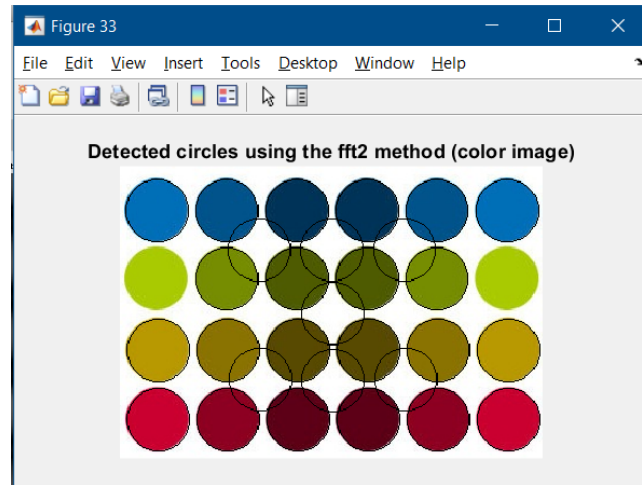 Figure 33
File Edit View Insert Tools Desktop Window Help
Detected circles using the fft2 method (color image)